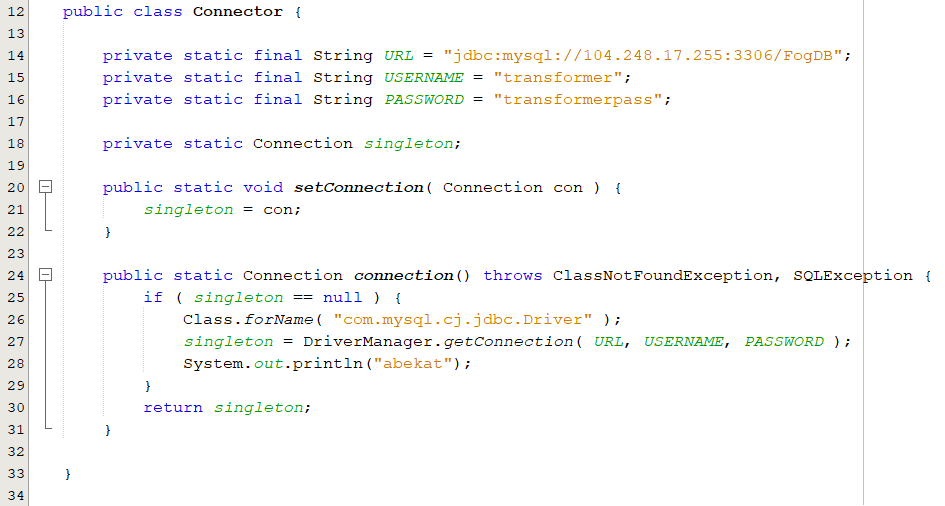 12 public class Connector {
13
14 private static final String URL = "jdbc:mysql://104.248.17.255:3306/FogDB";
15 private static final String USERNAME = "transformer";
16 private static final String PASSWORD = "transformerpass";
17
18 private static Connection singleton;
19
20 public static void setConnection( Connection con ) {
21 singleton = con;
22 }
23
24 public static Connection connection() throws ClassNotFoundException, SQLException {
25 if ( singleton == null ) {
26 Class.forName( "com.mysql.cj.jdbc.Driver" );
27 singleton = DriverManager.getConnection( URL, USERNAME, PASSWORD );
28 System.out.println("abekat");
29 }
30 return singleton;
31 }
32
33 }
34